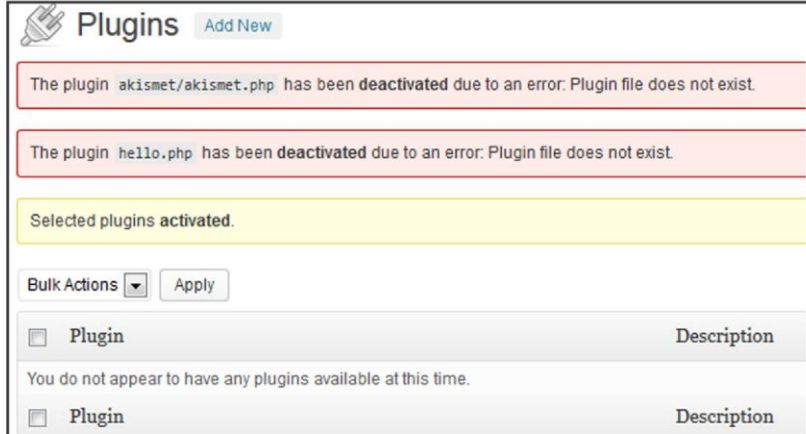 Plugins Add New
The plugin akismet/akismet.php has been deactivated due to an error: Plugin file does not exist.
The plugin hello.php has been deactivated due to an error: Plugin file does not exist.
Selected plugins activated.
Bulk Actions Apply
Plugin Description
You do not appear to have any plugins available at this time.
Plugin Description